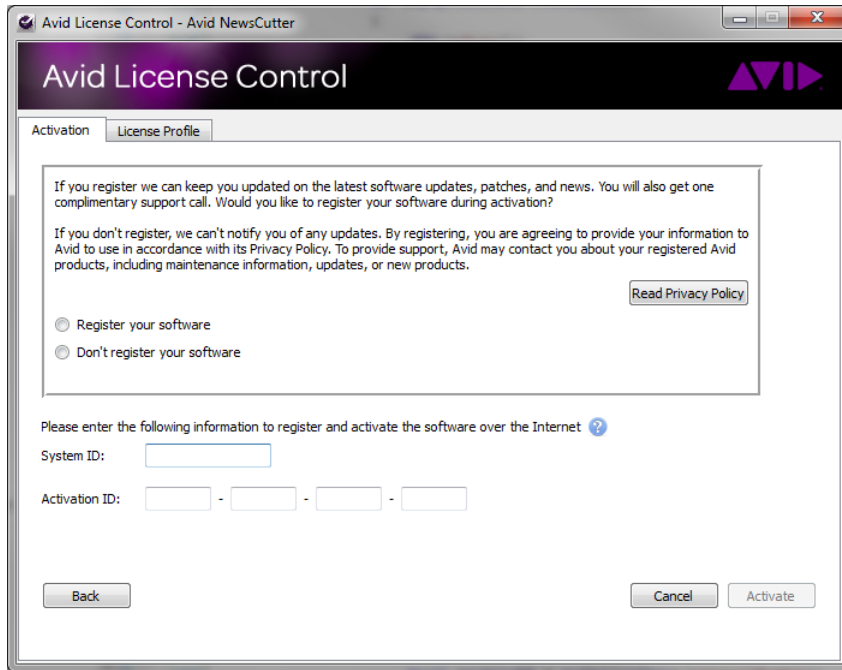 Avid License Control - Avid NewsCutter
Avid License Control
AVID
Activation
License Profile
If you register we can keep you updated on the latest software updates, patches, and news. You will also get one
complimentary support call. Would you like to register your software during activation?
If you don't register, we can't notify you of any updates. By registering, you are agreeing to provide your information to
Avid to use in accordance with its Privacy Policy. To provide support, Avid may contact you about your registered Avid
products, including maintenance information, updates, or new products.
Read Privacy Policy
Register your software
Don't register your software
Please enter the following information to register and activate the software over the Internet ?
System ID:
Activation ID: - - -
Back
Cancel
Activate